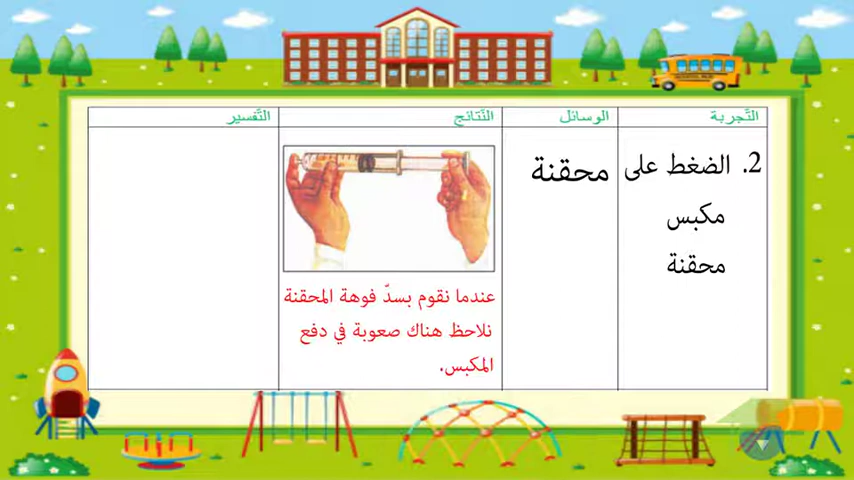 التّجربة
الوسائل
النّتائج
التّفسير
2. الضغط على
مكبس
محقنة
محقنة
عندما نقوم بسدّ فوهة المحقنة
نلاحظ هناك صعوبة في دفع
المكبس.